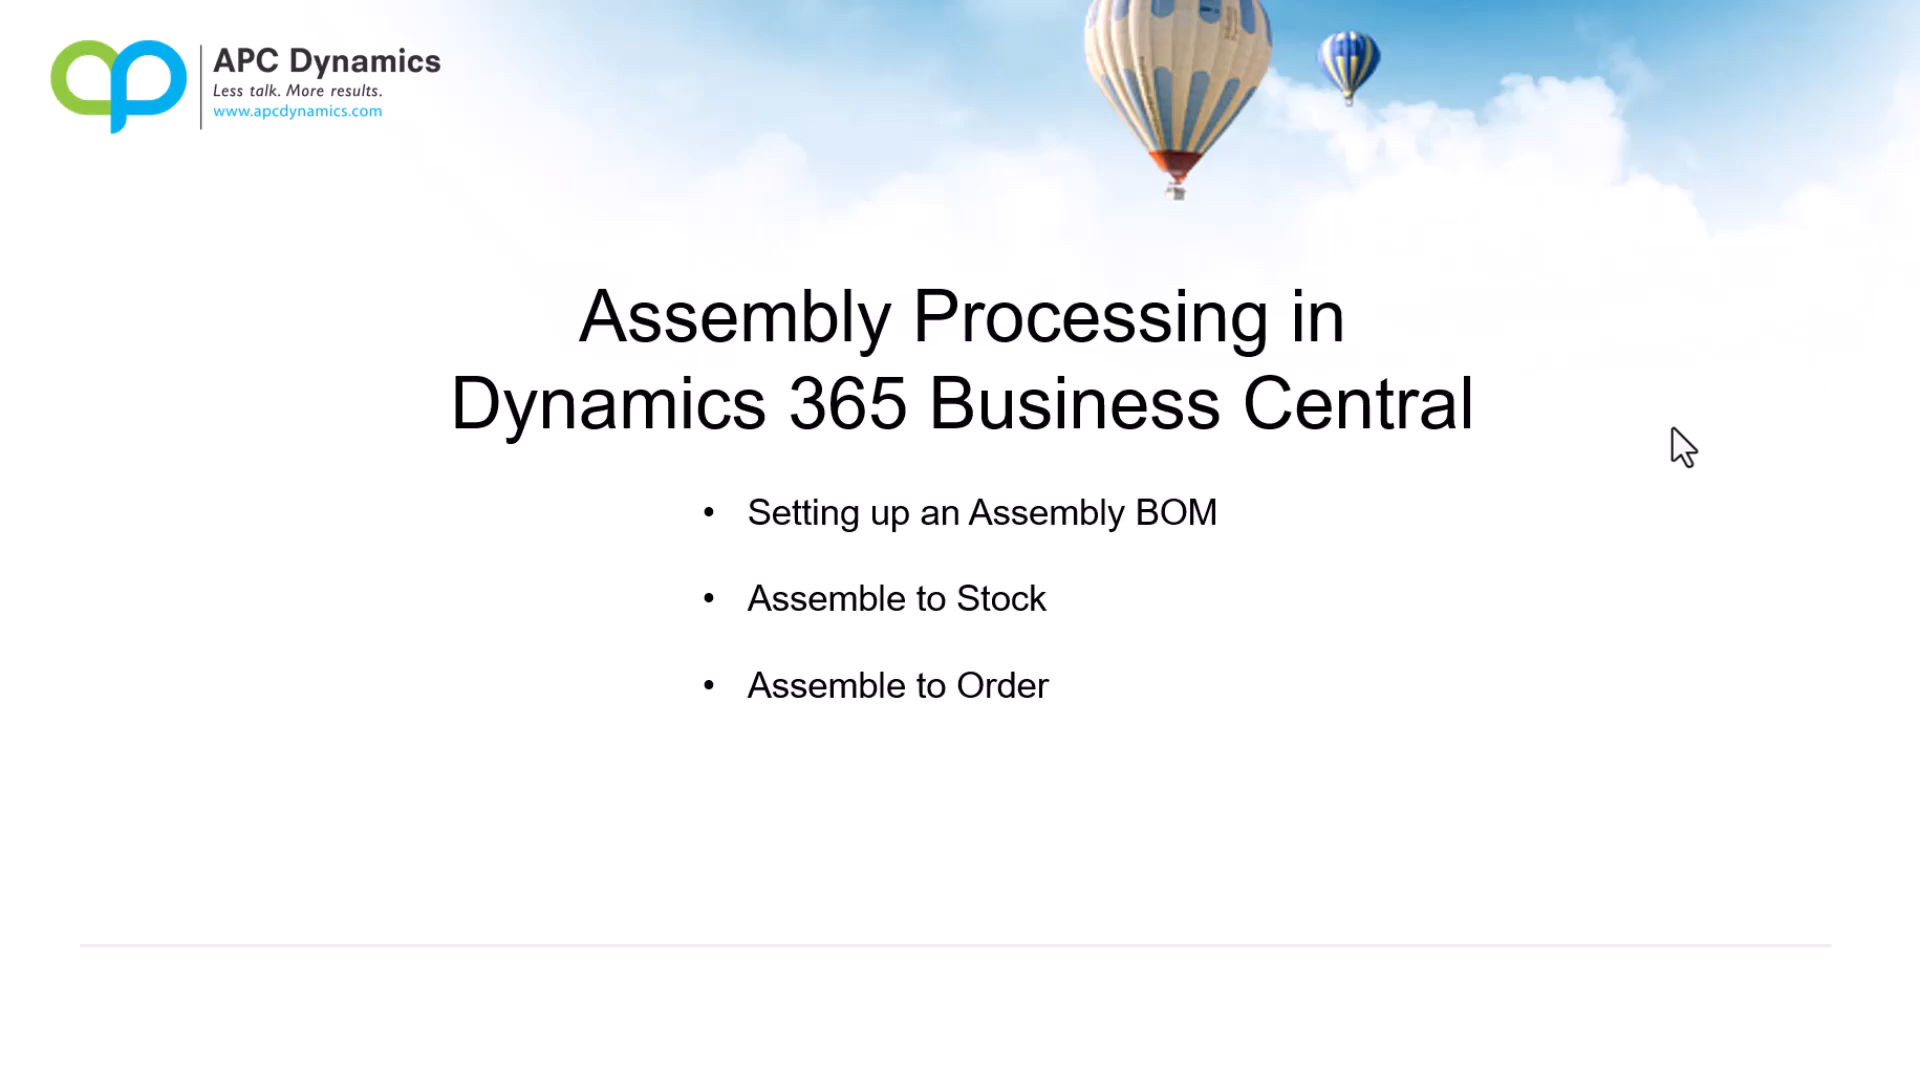 APC Dynamics
Less talk. More results.
www.apcdynamics.com
Assembly Processing in
Dynamics 365 Business Central
• Setting up an Assembly BOM
• Assemble to Stock
• Assemble to Order